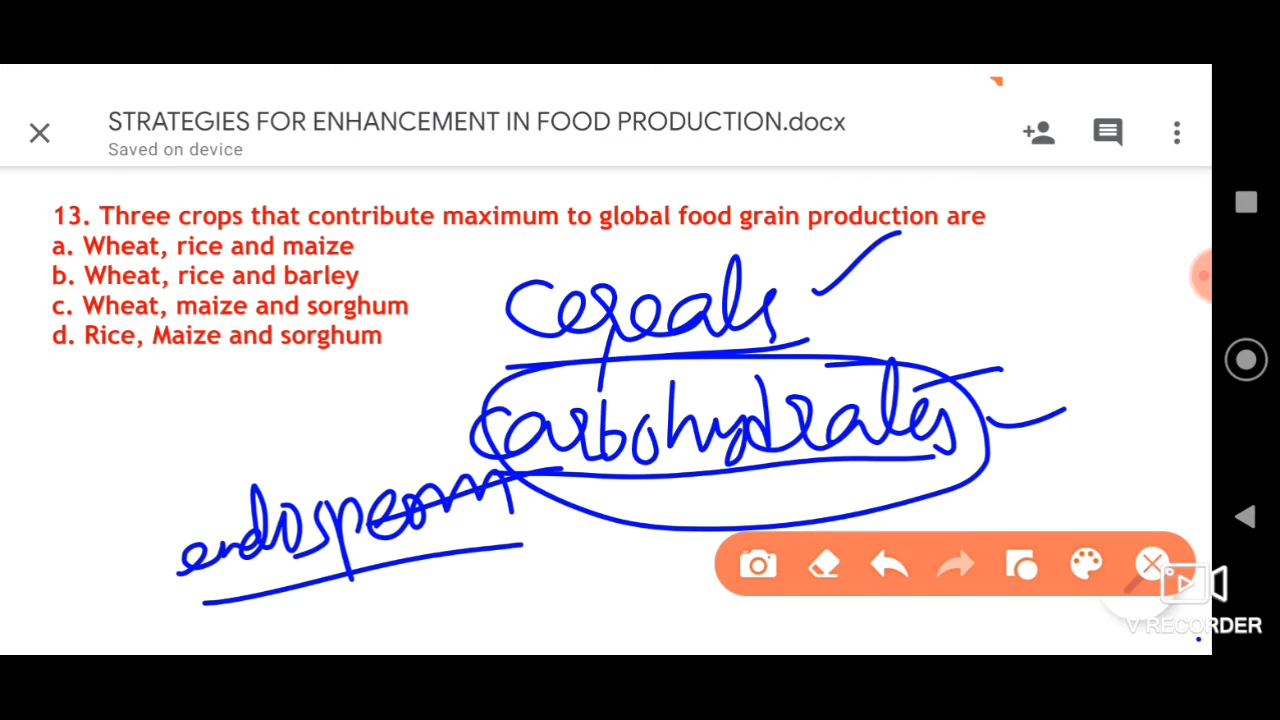 STRATEGIES FOR ENHANCEMENT IN FOOD PRODUCTION.docx
Saved on device
13. Three crops that contribute maximum to global food grain production are
a. Wheat, rice and maize
b. Wheat, rice and barley
c. Wheat, maize and sorghum
d. Rice, Maize and sorghum
cereals
carbohydrates
endosperm
V RECORDER